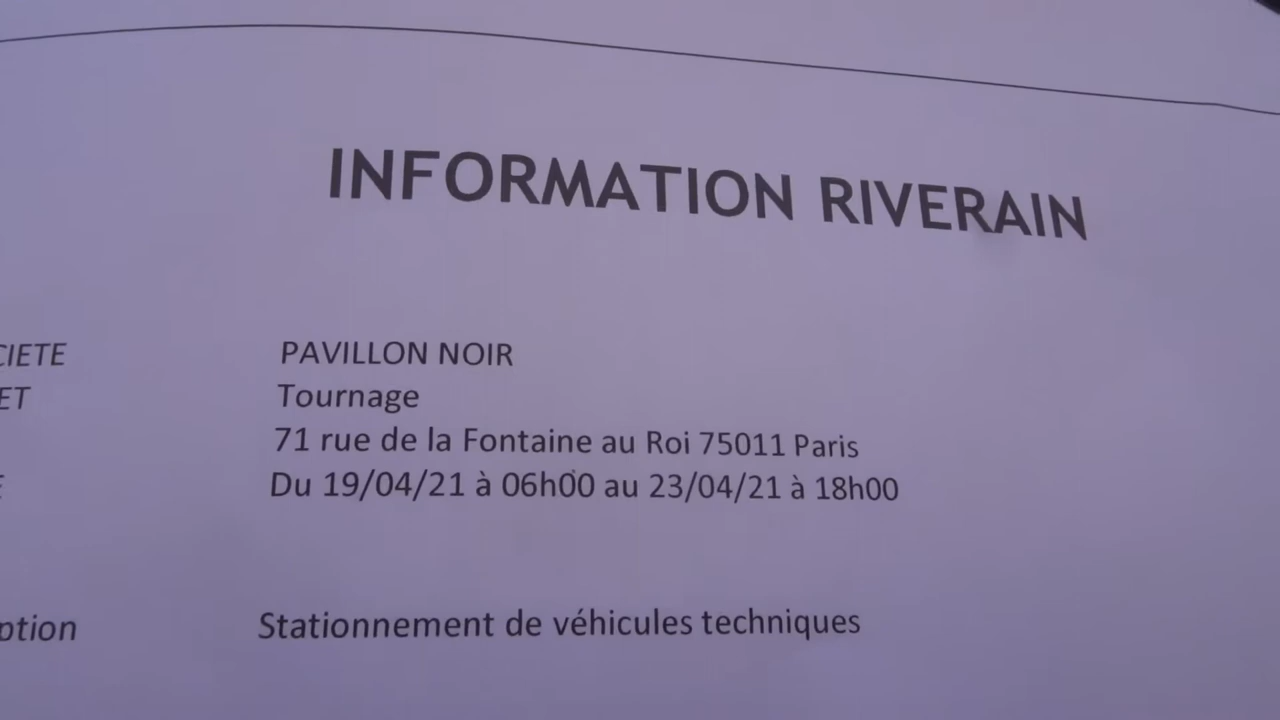 INFORMATION RIVERAIN
CIETE PAVILLON NOIR
ET Tournage
71 rue de la Fontaine au Roi 75011 Paris
E Du 19/04/21 à 06h00 au 23/04/21 à 18h00
ption Stationnement de véhicules techniques